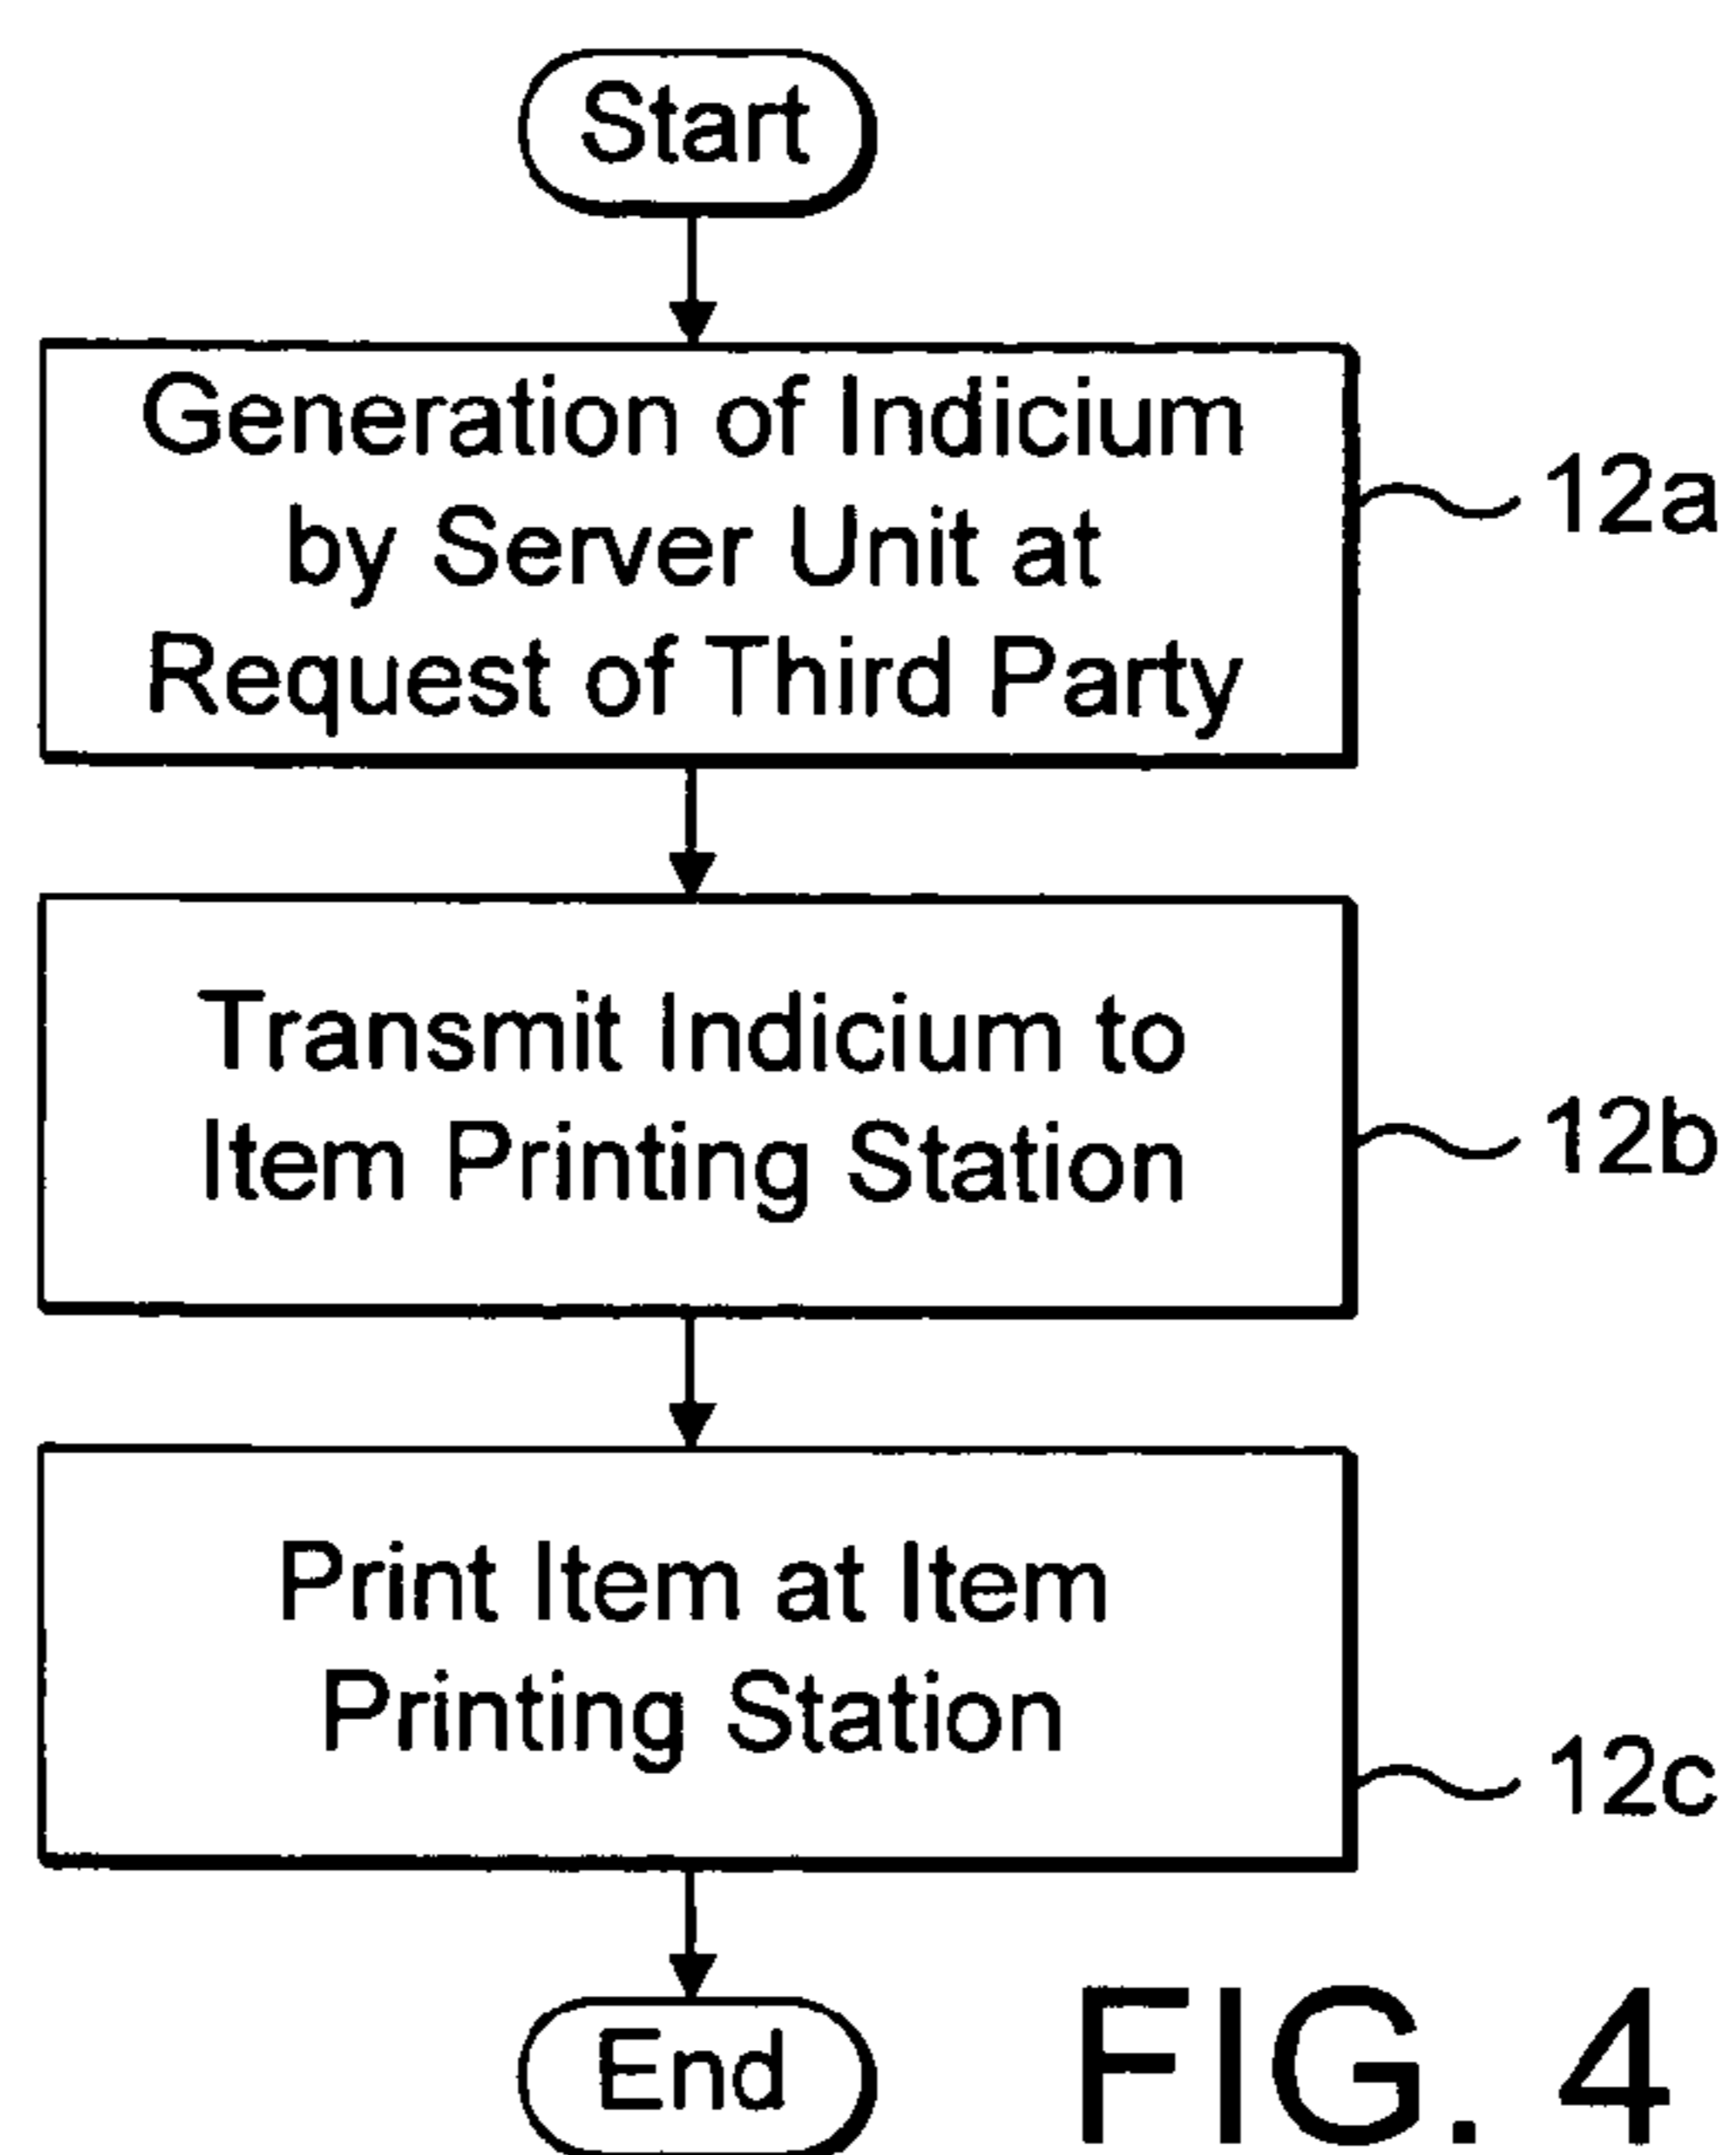 Start
Generation of Indicium
by Server Unit at
Request of Third Party
12a
Transmit Indicium to
Item Printing Station
12b
Print Item at Item
Printing Station
12c
End
FIG. 4